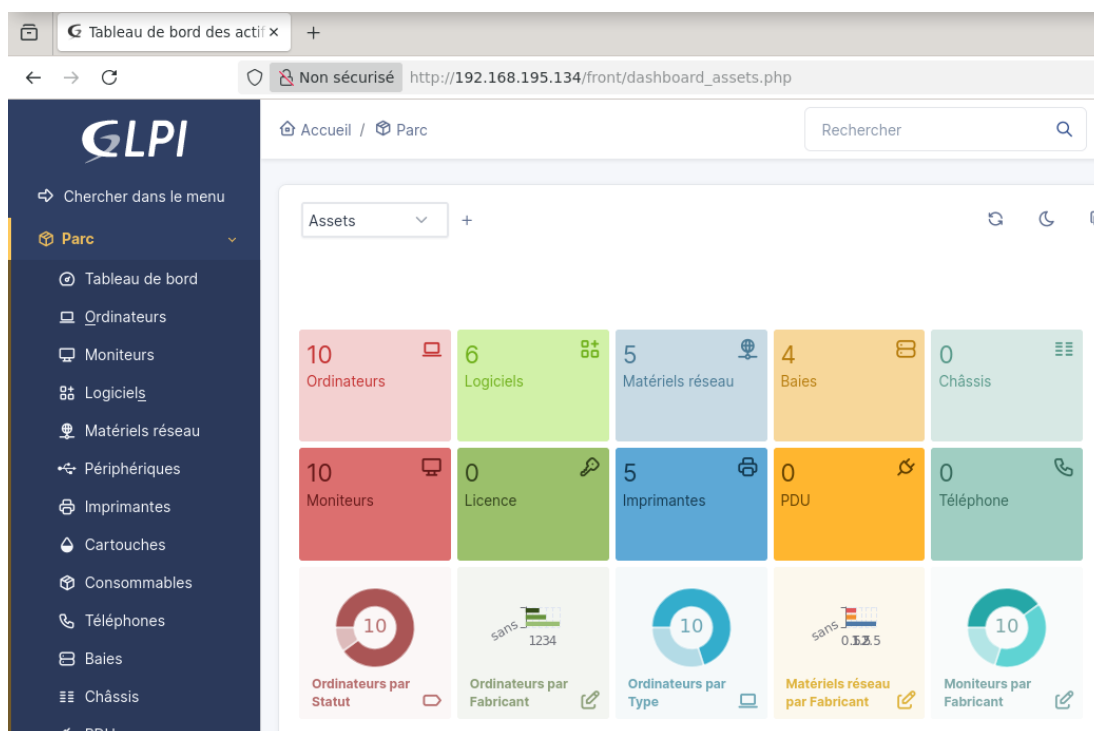 Tableau de bord des actif
Non sécurisé http://192.168.195.134/front/dashboard_assets.php
GLPI
Chercher dans le menu
Parc
Tableau de bord
Ordinateurs
Moniteurs
Logiciels
Matériels réseau
Périphériques
Imprimantes
Cartouches
Consommables
Téléphones
Baies
Châssis
PDU
Accueil / Parc
Rechercher
Assets
10
Ordinateurs
6
Logiciels
5
Matériels réseau
4
Baies
0
Châssis
10
Moniteurs
0
Licence
5
Imprimantes
0
PDU
0
Téléphone
10
Ordinateurs par
Statut
sans
1234
Ordinateurs par
Fabricant
10
Ordinateurs par
Type
sans
Matériels réseau
par Fabricant
10
Moniteurs par
Fabricant